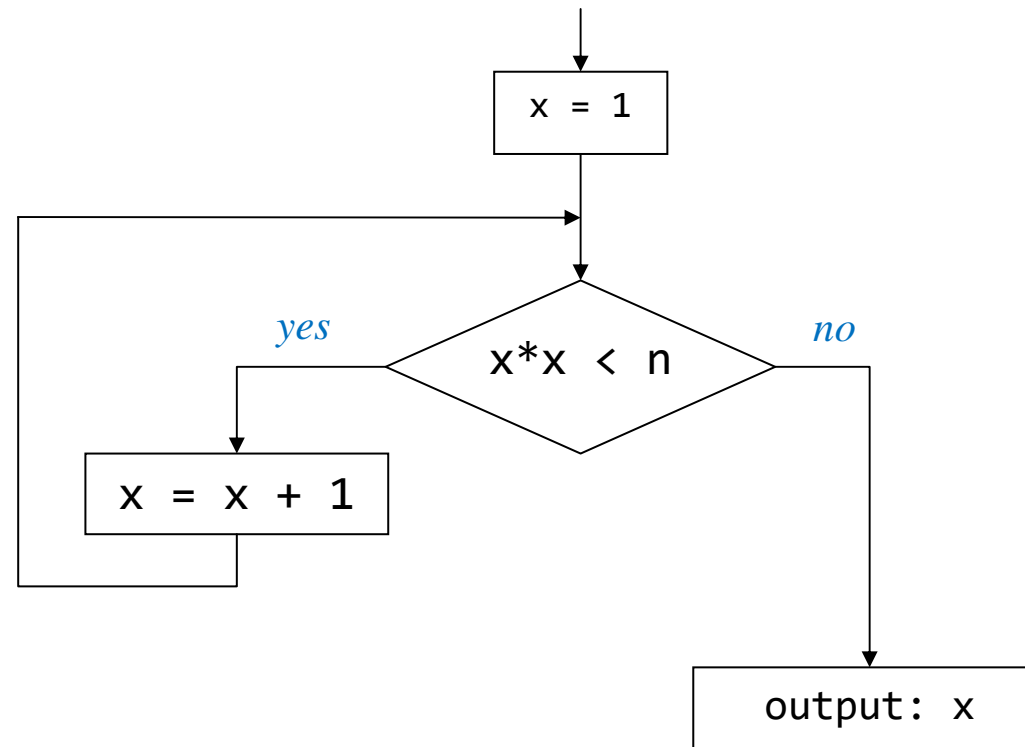 x = 1
yes
no
x*x < n
x = x + 1
output: x